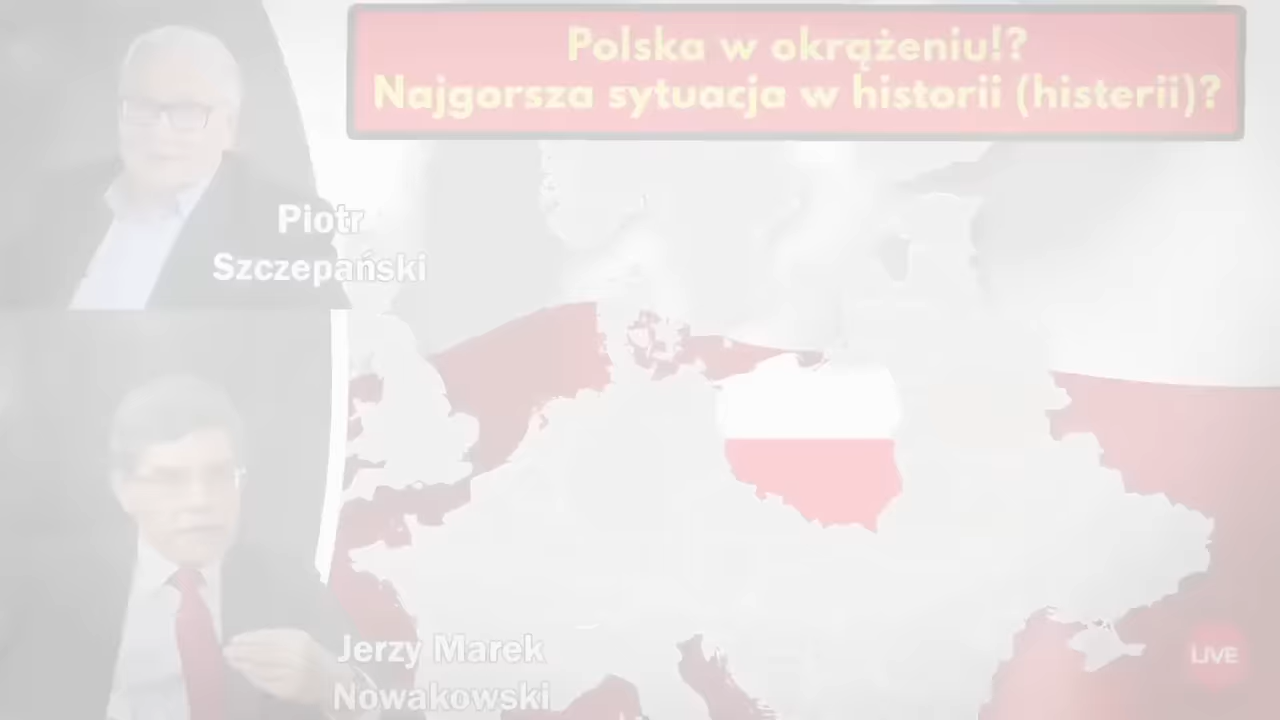 Polska w okrążeniu!?
Najgorsza sytuacja w historii (histerii)?
Piotr
Szczepański
Jerzy Marek
Nowakowski
LIVE